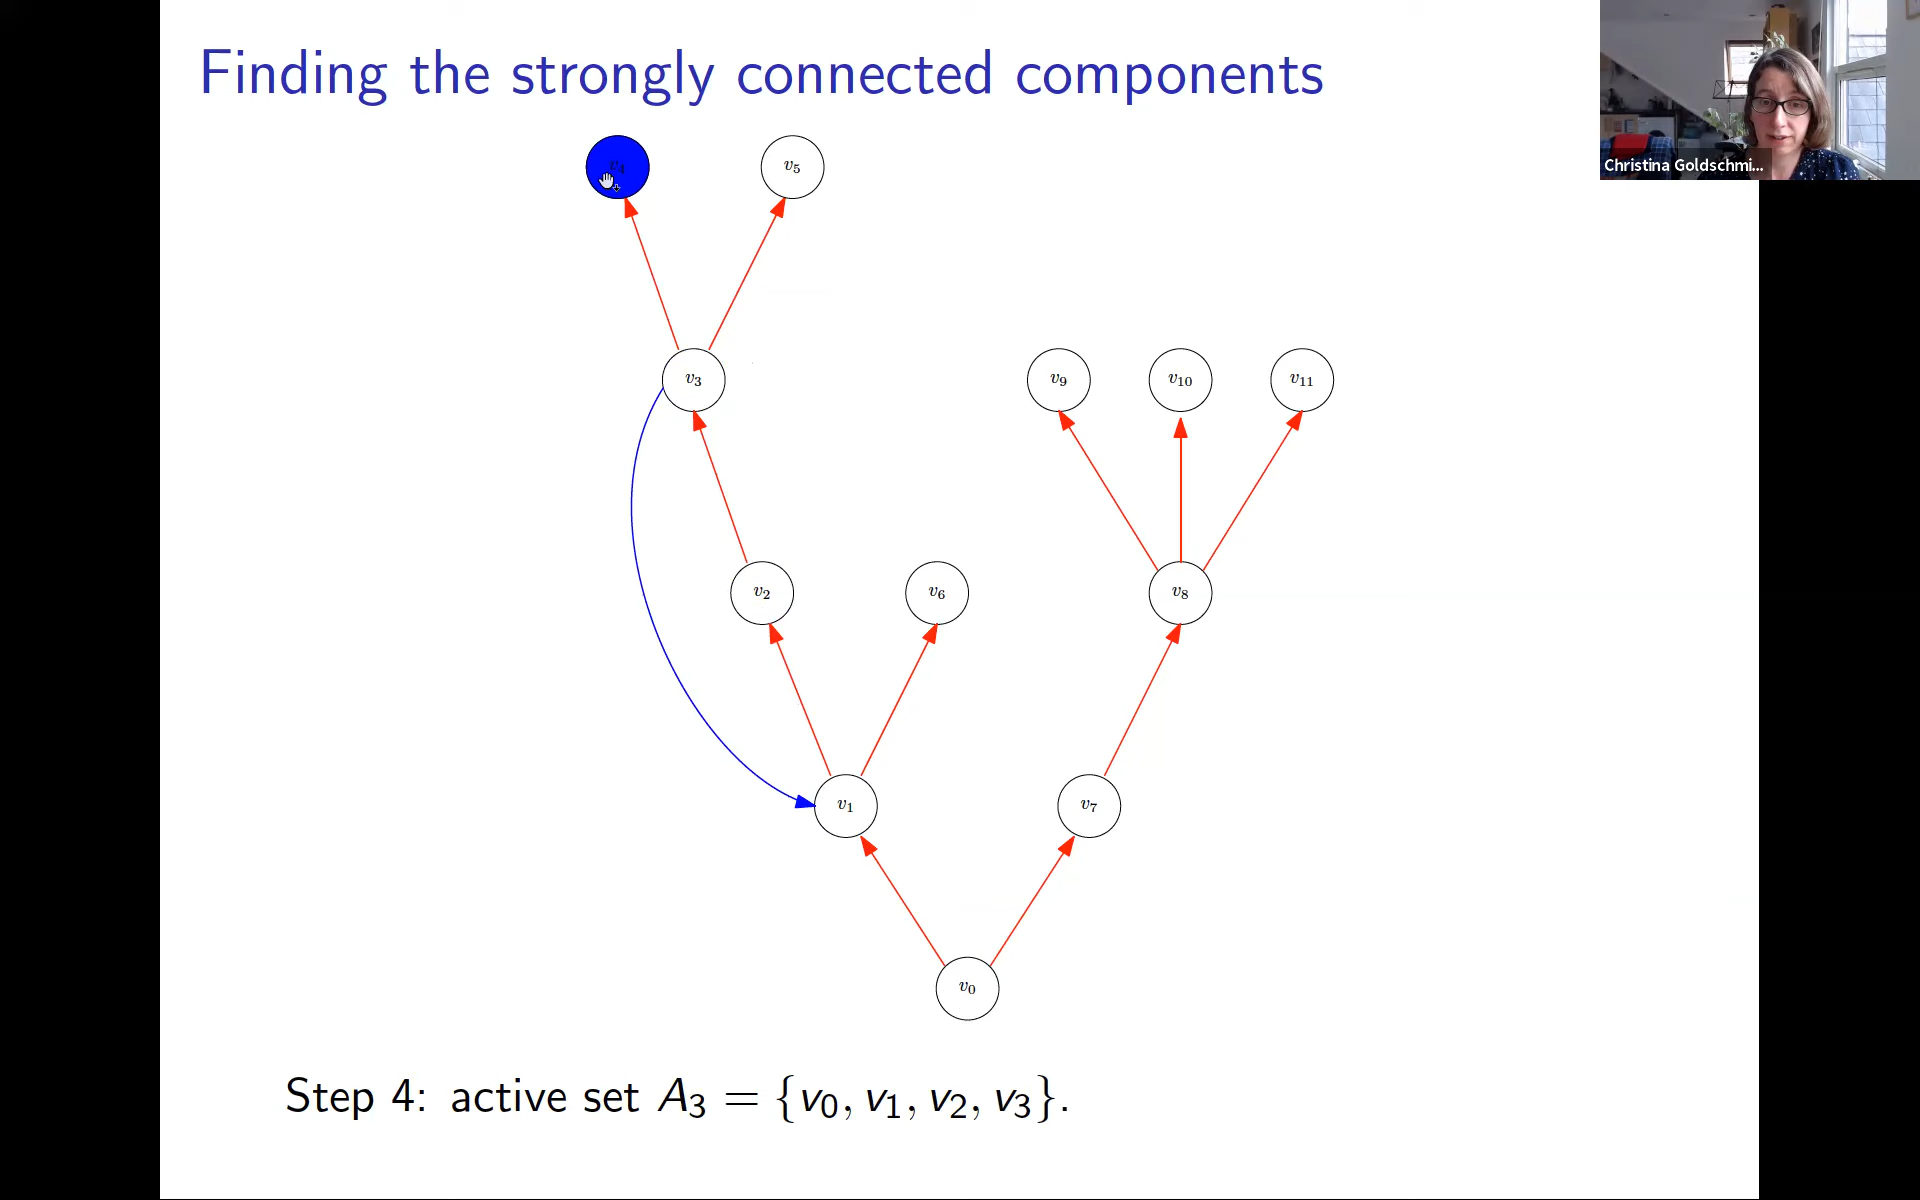 Finding the strongly connected components
Christina Goldschmi...
v4
v5
v3
v9
v10
v11
v2
v6
v8
v1
v7
v0
Step 4: active set A3 = {v0, v1, v2, v3}.